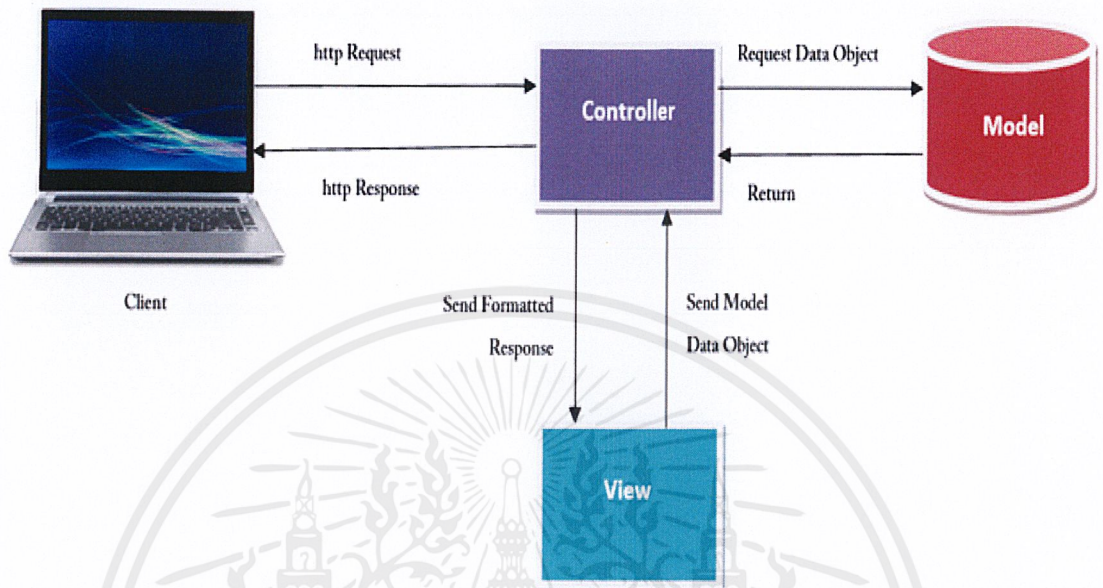 http Request
Request Data Object
Controller
Model
http Response
Return
Client
Send Formatted
Response
Send Model
Data Object
View